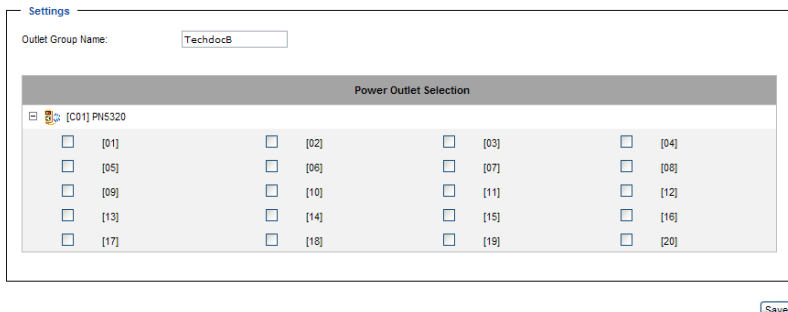 Settings
Outlet Group Name: TechdocB
Power Outlet Selection
[C01] PN5320
[01] [02] [03] [04]
[05] [06] [07] [08]
[09] [10] [11] [12]
[13] [14] [15] [16]
[17] [18] [19] [20]
Save